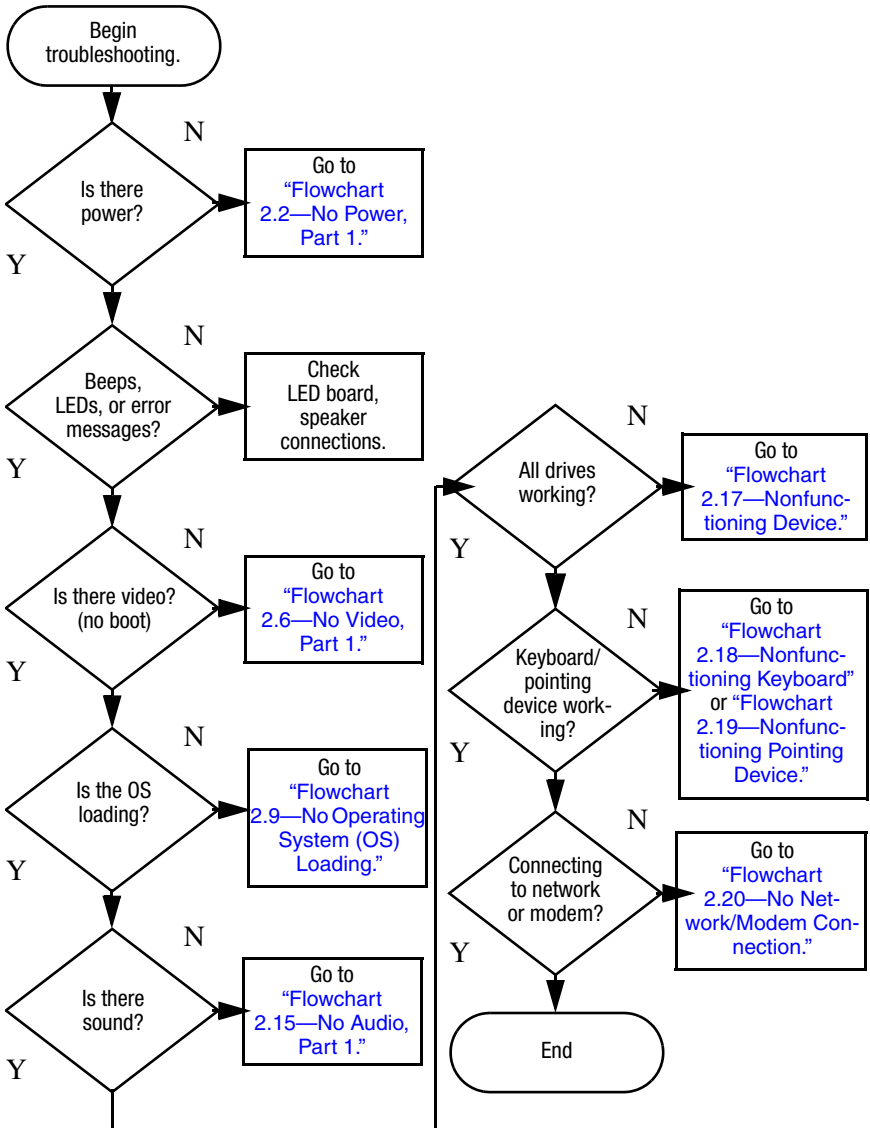 Begin
troubleshooting.
N
Is there
power?
Go to
“Flowchart
2.2—No Power,
Part 1.”
Y
N
Beeps,
LEDs, or error
messages?
Check
LED board,
speaker
connections.
Y
N
Is there video?
(no boot)
Go to
“Flowchart
2.6—No Video,
Part 1.”
Y
N
Is the OS
loading?
Go to
“Flowchart
2.9—No Operating
System (OS)
Loading.”
Y
N
Is there
sound?
Go to
“Flowchart
2.15—No Audio,
Part 1.”
Y
N
All drives
working?
Go to
“Flowchart
2.17—Nonfunc-
tioning Device.”
Y
N
Keyboard/
pointing
device work-
ing?
Go to
“Flowchart
2.18—Nonfunc-
tioning Keyboard”
or “Flowchart
2.19—Nonfunc-
tioning Pointing
Device.”
Y
N
Connecting
to network
or modem?
Go to
“Flowchart
2.20—No Net-
work/Modem Con-
nection.”
Y
End